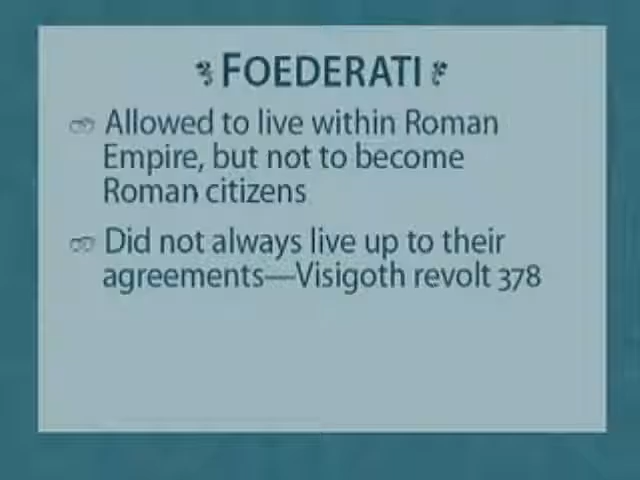 FOEDERATI
Allowed to live within Roman
Empire, but not to become
Roman citizens
Did not always live up to their
agreements—Visigoth revolt 378